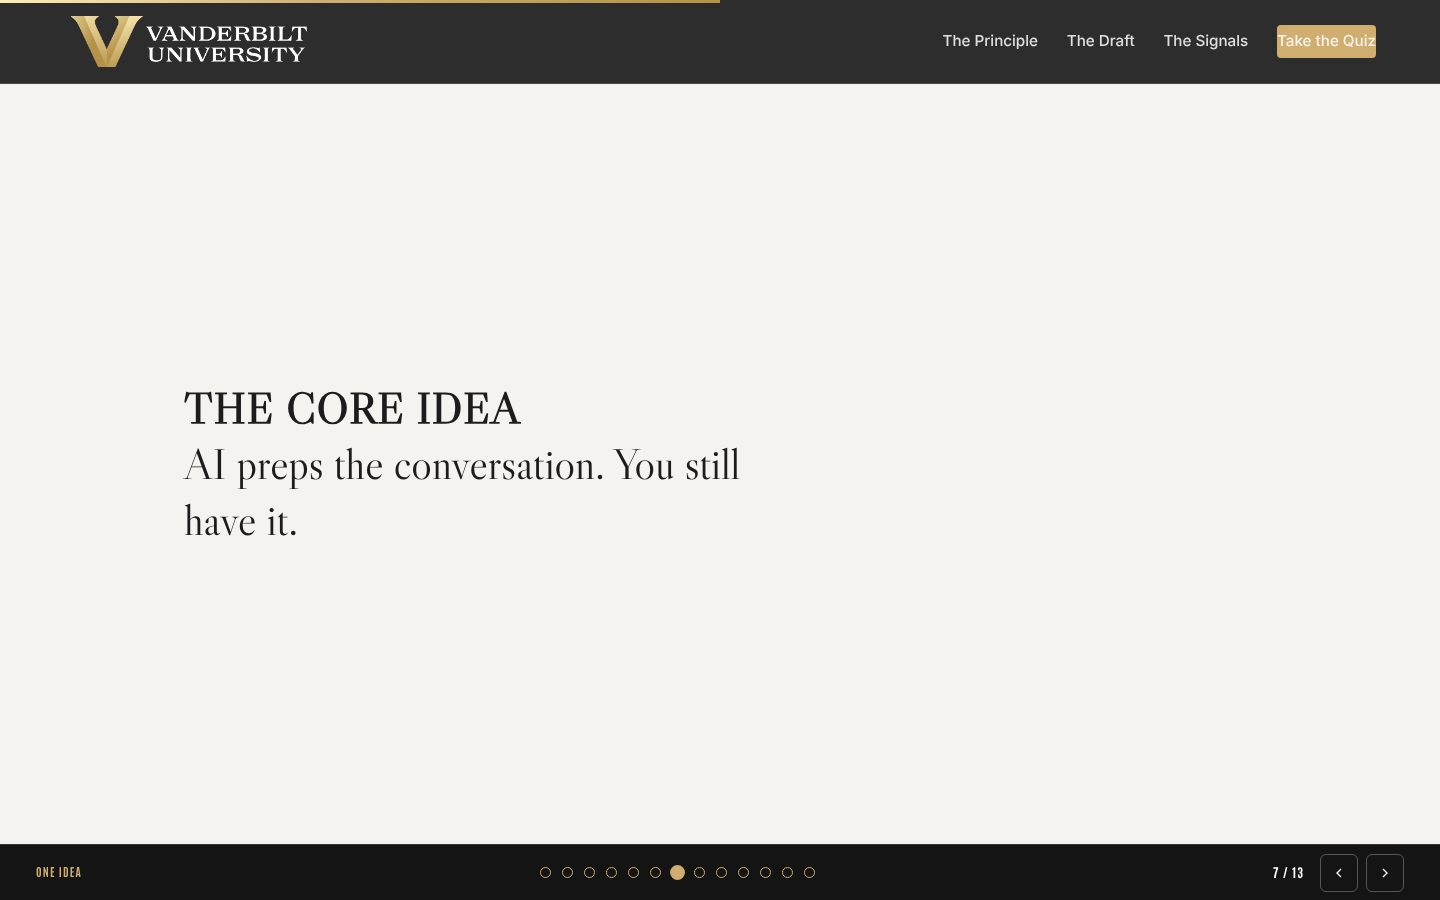 VANDERBILT
UNIVERSITY
The Principle
The Draft
The Signals
Take the Quiz
THE CORE IDEA
AI preps the conversation. You still
have it.
ONE IDEA
7 / 13